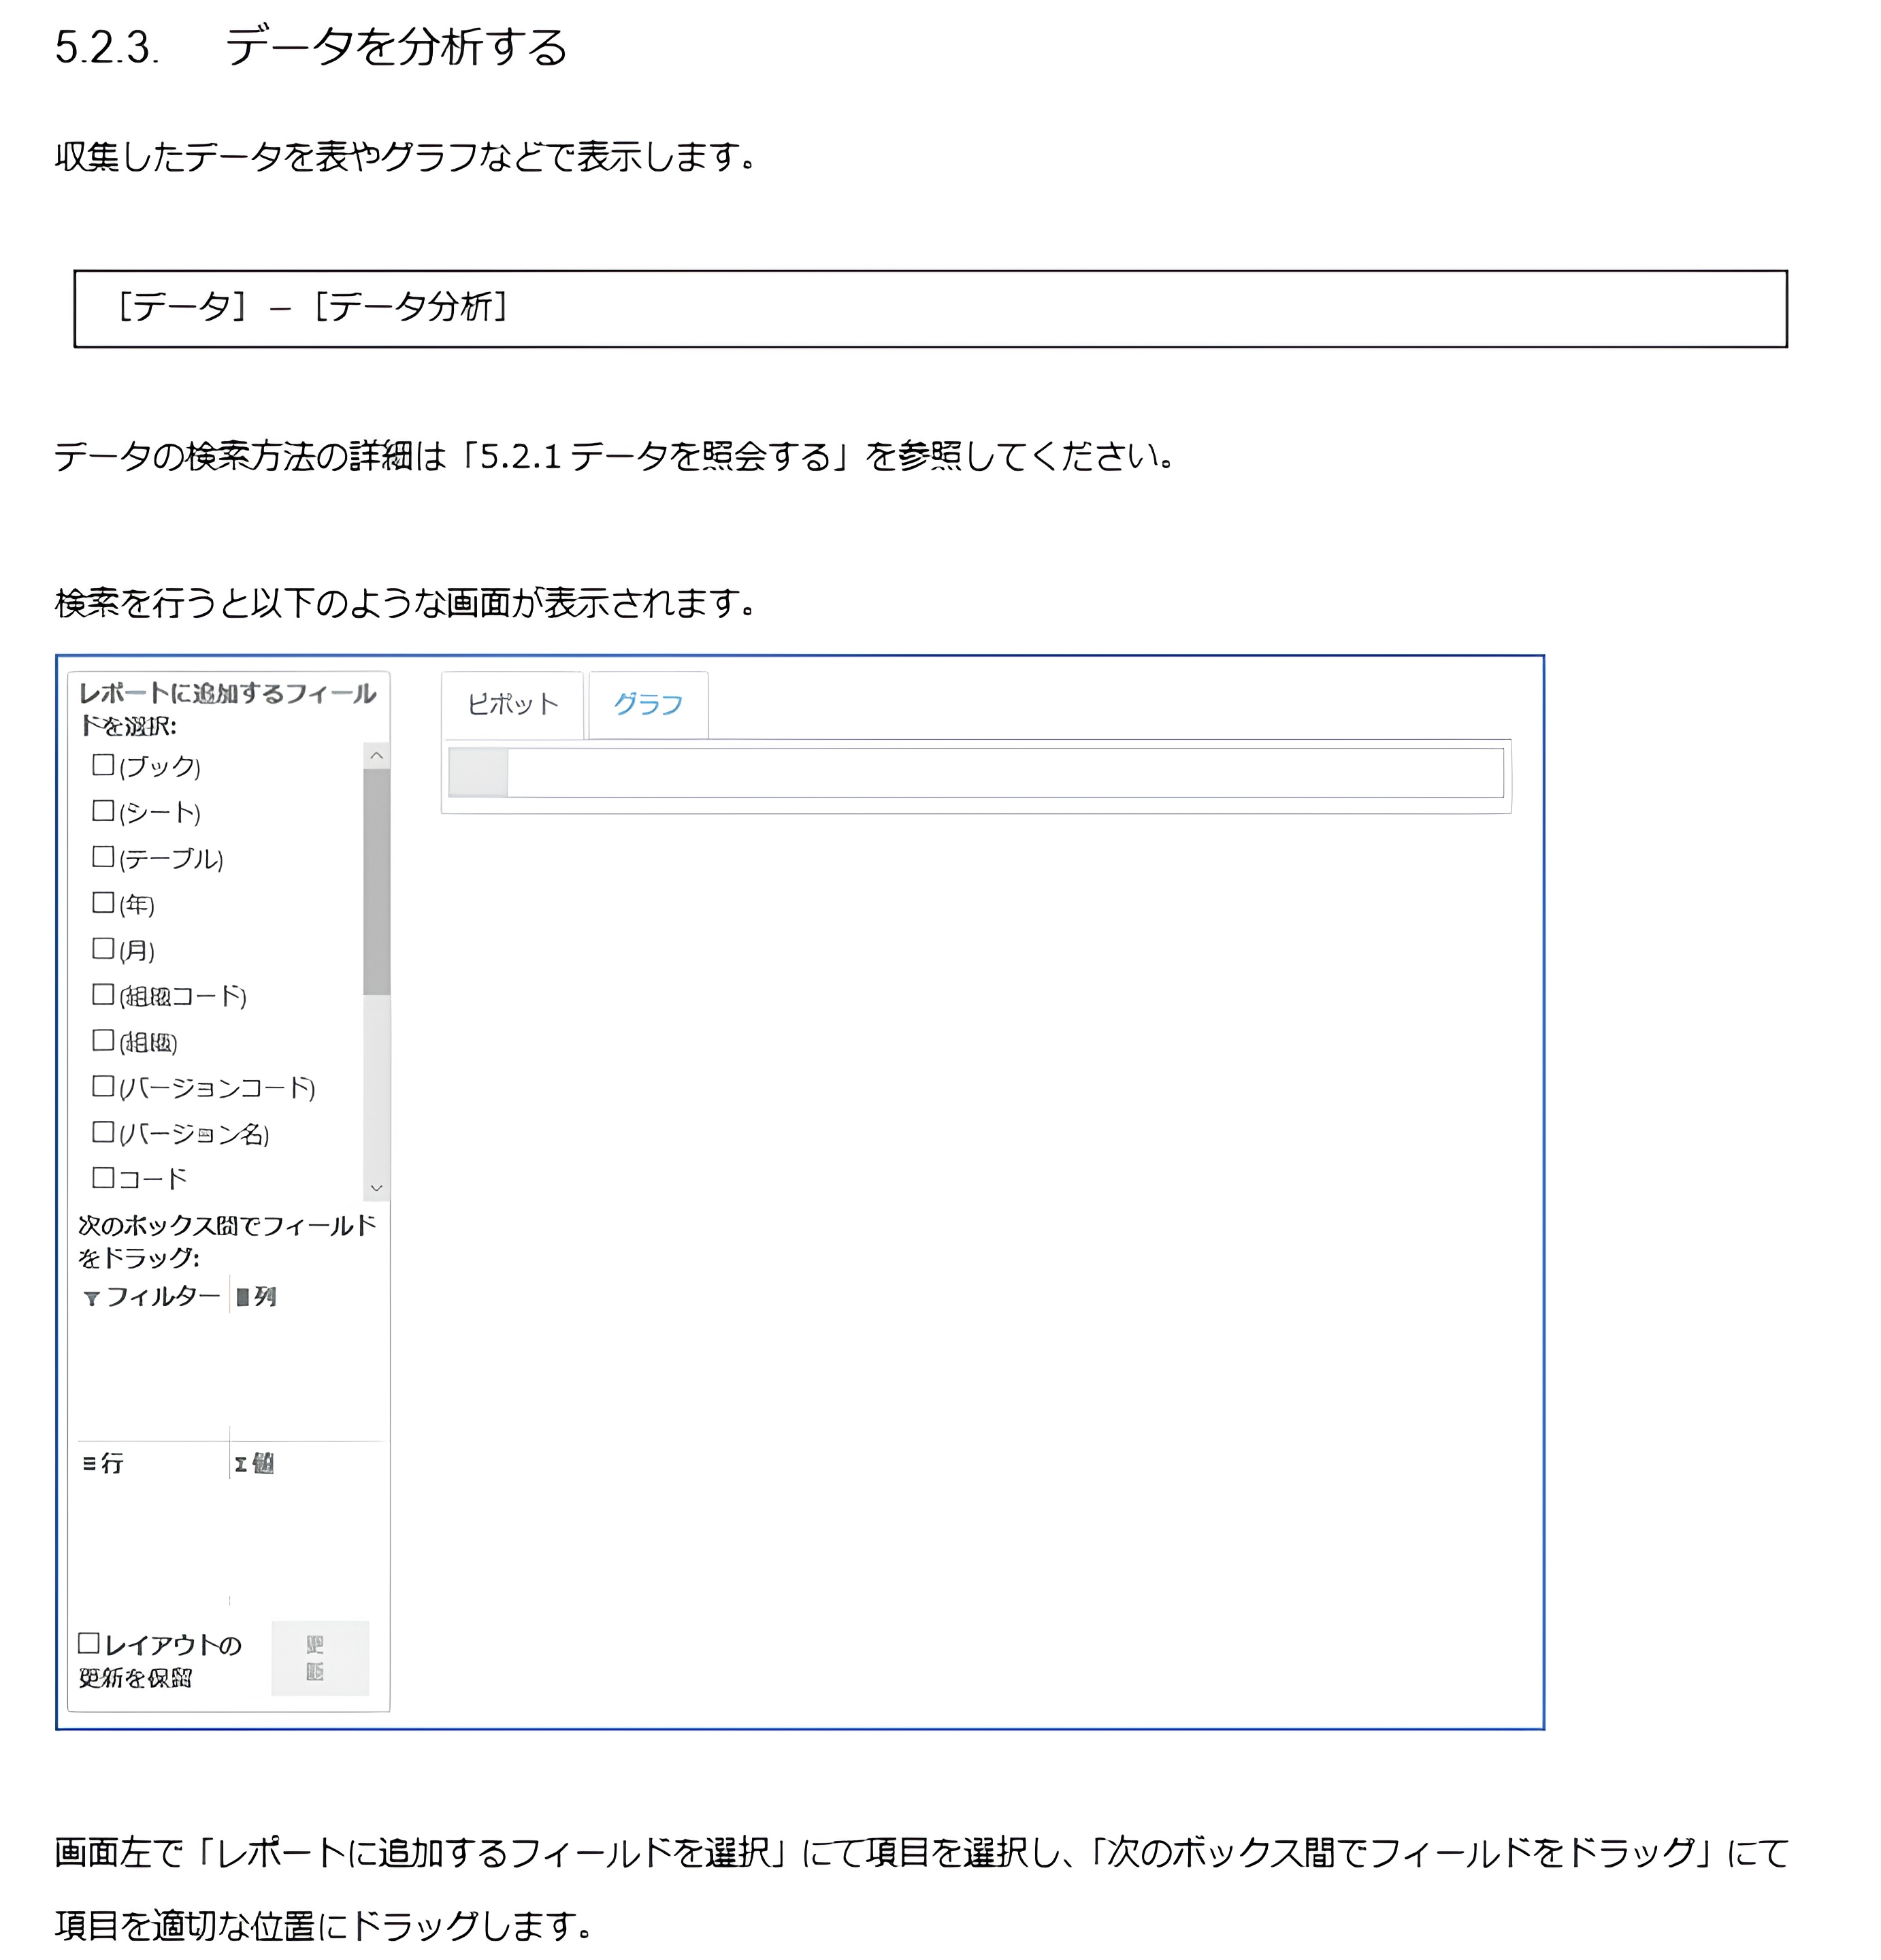 5.2.3. データを分析する
収集したデータを表やグラフなどで表示します。
[データ] – [データ分析]
データの検索方法の詳細は「5.2.1 データを照会する」を参照してください。
検索を行うと以下のような画面が表示されます。
レポートに追加するフィール
ドを選択:
(ブック)
(シート)
(テーブル)
(年)
(月)
(組織コード)
(組織)
(バージョンコード)
(バージョン名)
コード
次のボックス間でフィールド
をドラッグ:
フィルター 列
行 Σ 値
レイアウトの
更新を保留
ピボット グラフ
画面左で「レポートに追加するフィールドを選択」にて項目を選択し、「次のボックス間でフィールドをドラッグ」にて
項目を適切な位置にドラッグします。